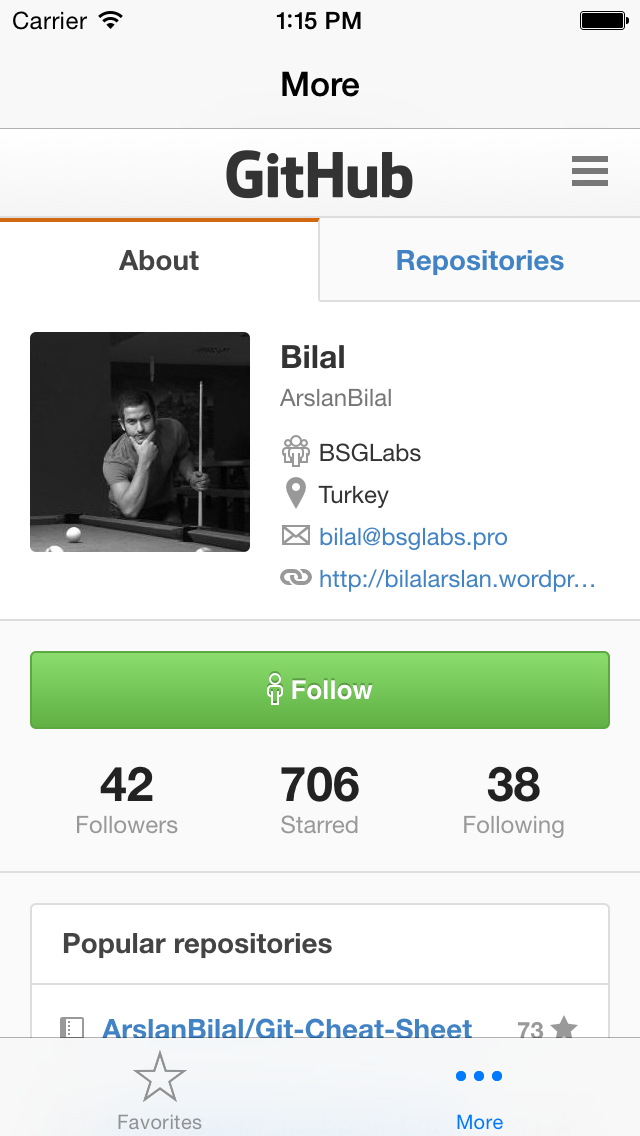 Carrier 1:15 PM
More
GitHub
About Repositories
Bilal
ArslanBilal
BSGLabs
Turkey
bilal@bsglabs.pro
http://bilalarslan.wordpr...
Follow
42 706 38
Followers Starred Following
Popular repositories
ArslanBilal/Git-Cheat-Sheet 73
Favorites More